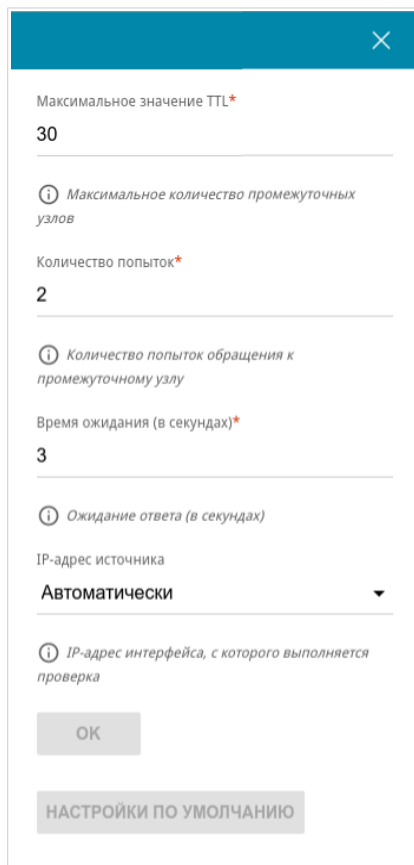 Максимальное значение TTL*
30
Максимальное количество промежуточных
узлов
Количество попыток*
2
Количество попыток обращения к
промежуточному узлу
Время ожидания (в секундах)*
3
Ожидание ответа (в секундах)
IP-адрес источника
Автоматически
IP-адрес интерфейса, с которого выполняется
проверка
OK
НАСТРОЙКИ ПО УМОЛЧАНИЮ